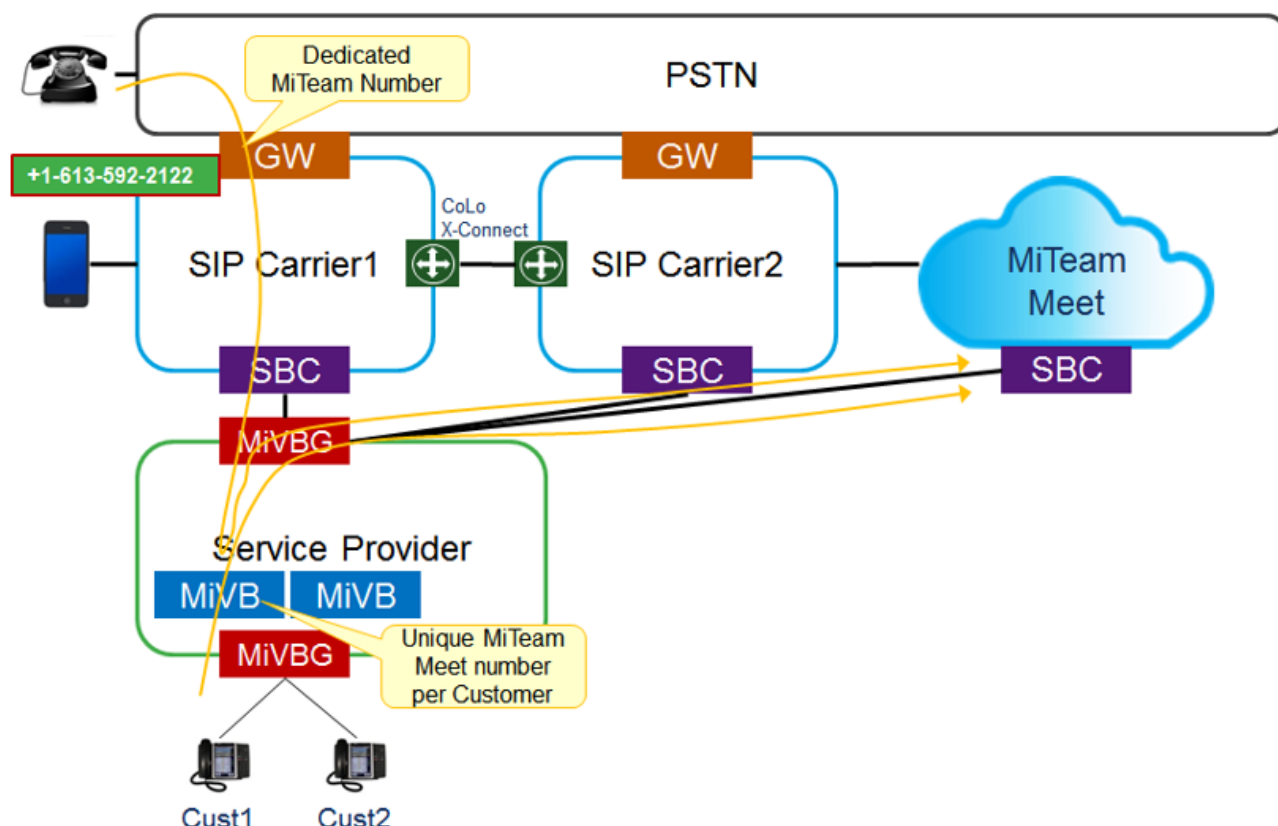 Dedicated
MiTeam Number
PSTN
GW
GW
+1-613-592-2122
CoLo
X-Connect
SIP Carrier1
SIP Carrier2
MiTeam
Meet
SBC
SBC
SBC
MiVBG
Service Provider
MiVB
MiVB
MiVBG
Unique MiTeam
Meet number
per Customer
Cust1
Cust2